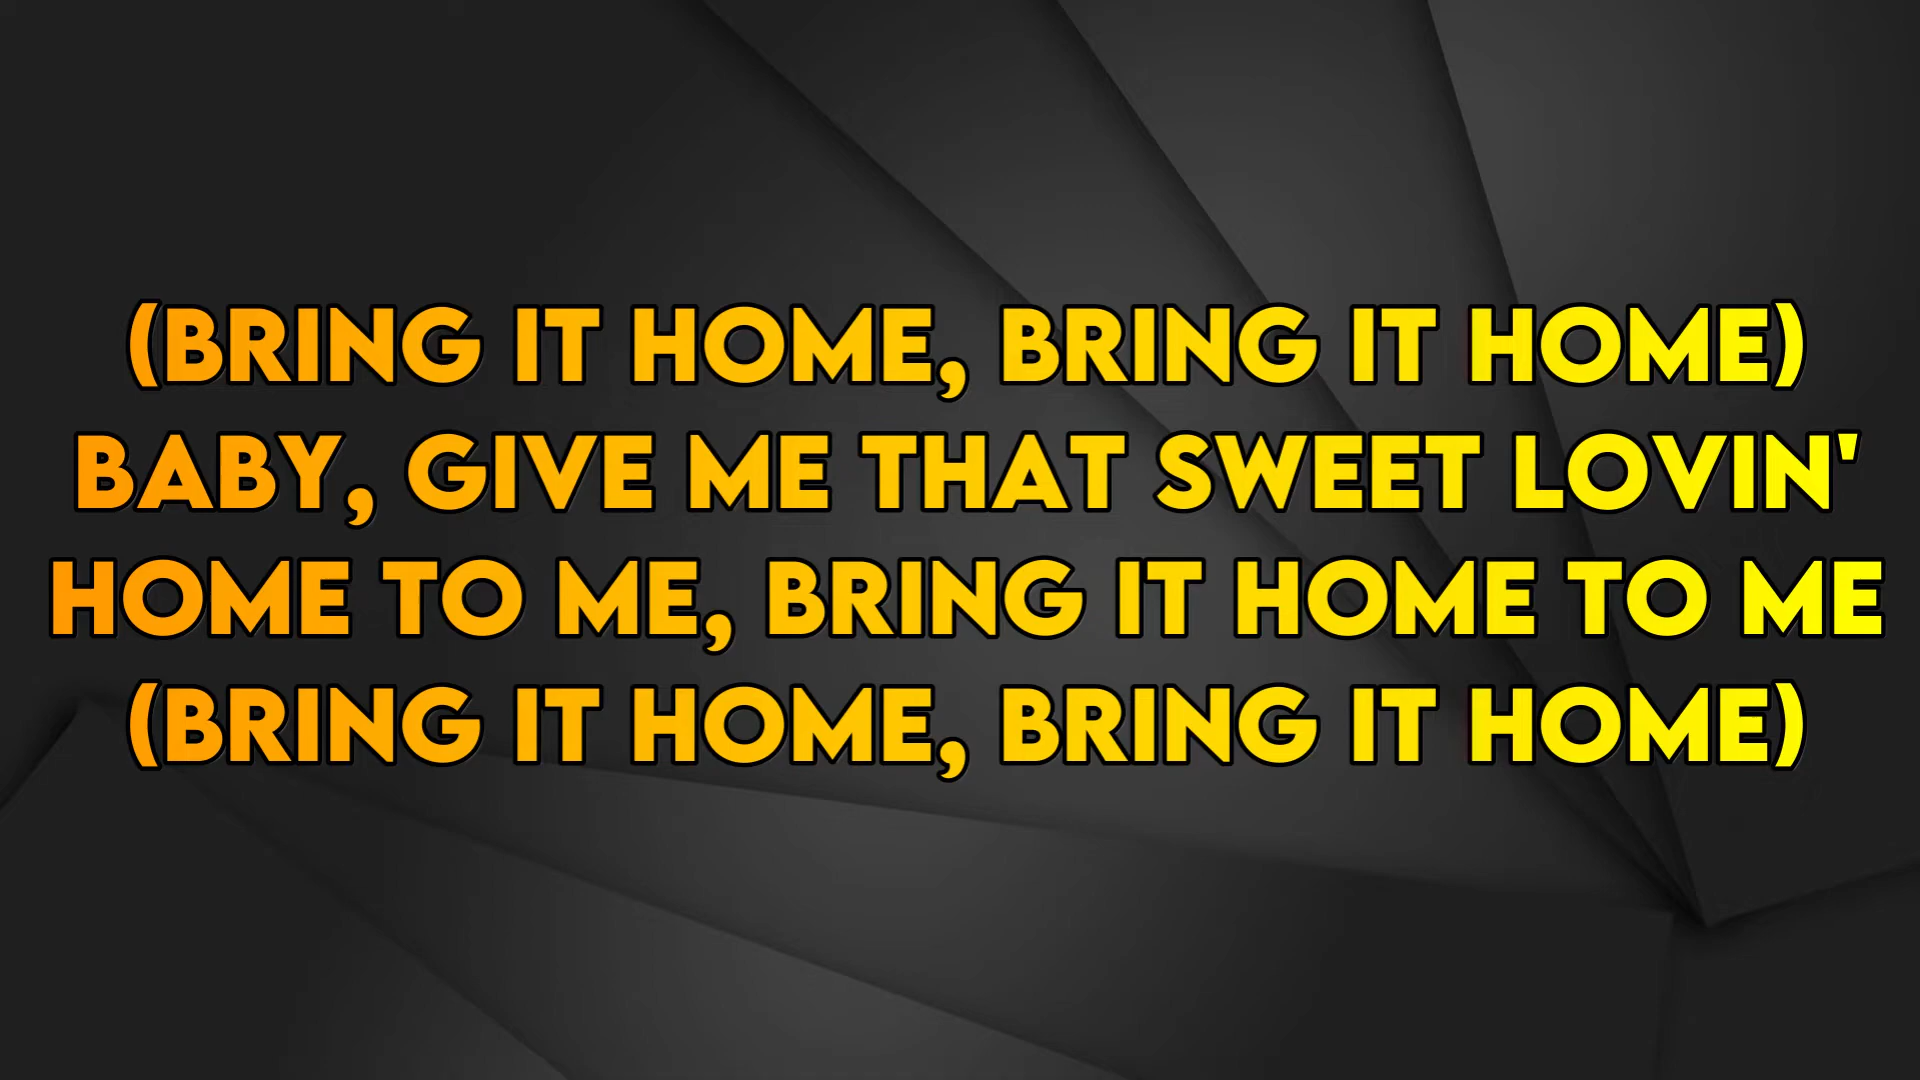 (BRING IT HOME, BRING IT HOME)
BABY, GIVE ME THAT SWEET LOVIN'
HOME TO ME, BRING IT HOME TO ME
(BRING IT HOME, BRING IT HOME)